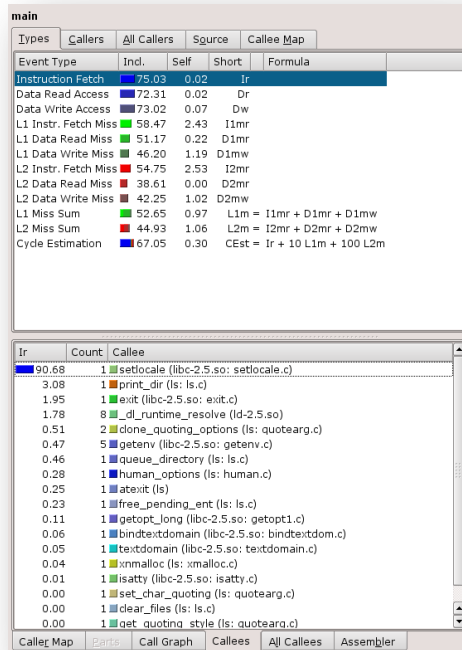 main
Types Callers All Callers Source Callee Map
Event Type Incl. Self Short Formula
Instruction Fetch 75.03 0.02 Ir
Data Read Access 72.31 0.02 Dr
Data Write Access 73.02 0.07 Dw
L1 Instr. Fetch Miss 58.47 2.43 I1mr
L1 Data Read Miss 51.17 0.22 D1mr
L1 Data Write Miss 46.20 1.19 D1mw
L2 Instr. Fetch Miss 54.75 2.53 I2mr
L2 Data Read Miss 38.61 0.00 D2mr
L2 Data Write Miss 42.25 1.02 D2mw
L1 Miss Sum 52.65 0.97 L1m = I1mr + D1mr + D1mw
L2 Miss Sum 44.93 1.06 L2m = I2mr + D2mr + D2mw
Cycle Estimation 67.05 0.30 CEst = Ir + 10 L1m + 100 L2m
Ir Count Callee
90.68 1 setlocale (libc-2.5.so: setlocale.c)
3.08 1 print_dir (ls: ls.c)
1.95 1 exit (libc-2.5.so: exit.c)
1.78 8 _dl_runtime_resolve (ld-2.5.so)
0.51 2 clone_quoting_options (ls: quotearg.c)
0.47 5 getenv (libc-2.5.so: getenv.c)
0.46 1 queue_directory (ls: ls.c)
0.28 1 human_options (ls: human.c)
0.25 1 atexit (ls)
0.23 1 free_pending_ent (ls: ls.c)
0.11 1 getopt_long (libc-2.5.so: getopt1.c)
0.06 1 bindtextdomain (libc-2.5.so: bindtextdom.c)
0.05 1 textdomain (libc-2.5.so: textdomain.c)
0.04 1 xnmalloc (ls: xmalloc.c)
0.01 1 isatty (libc-2.5.so: isatty.c)
0.00 1 set_char_quoting (ls: quotearg.c)
0.00 1 clear_files (ls: ls.c)
0.00 1 get_quoting_style (ls: quotearg.c)
Caller Map Parts Call Graph Callees All Callees Assembler